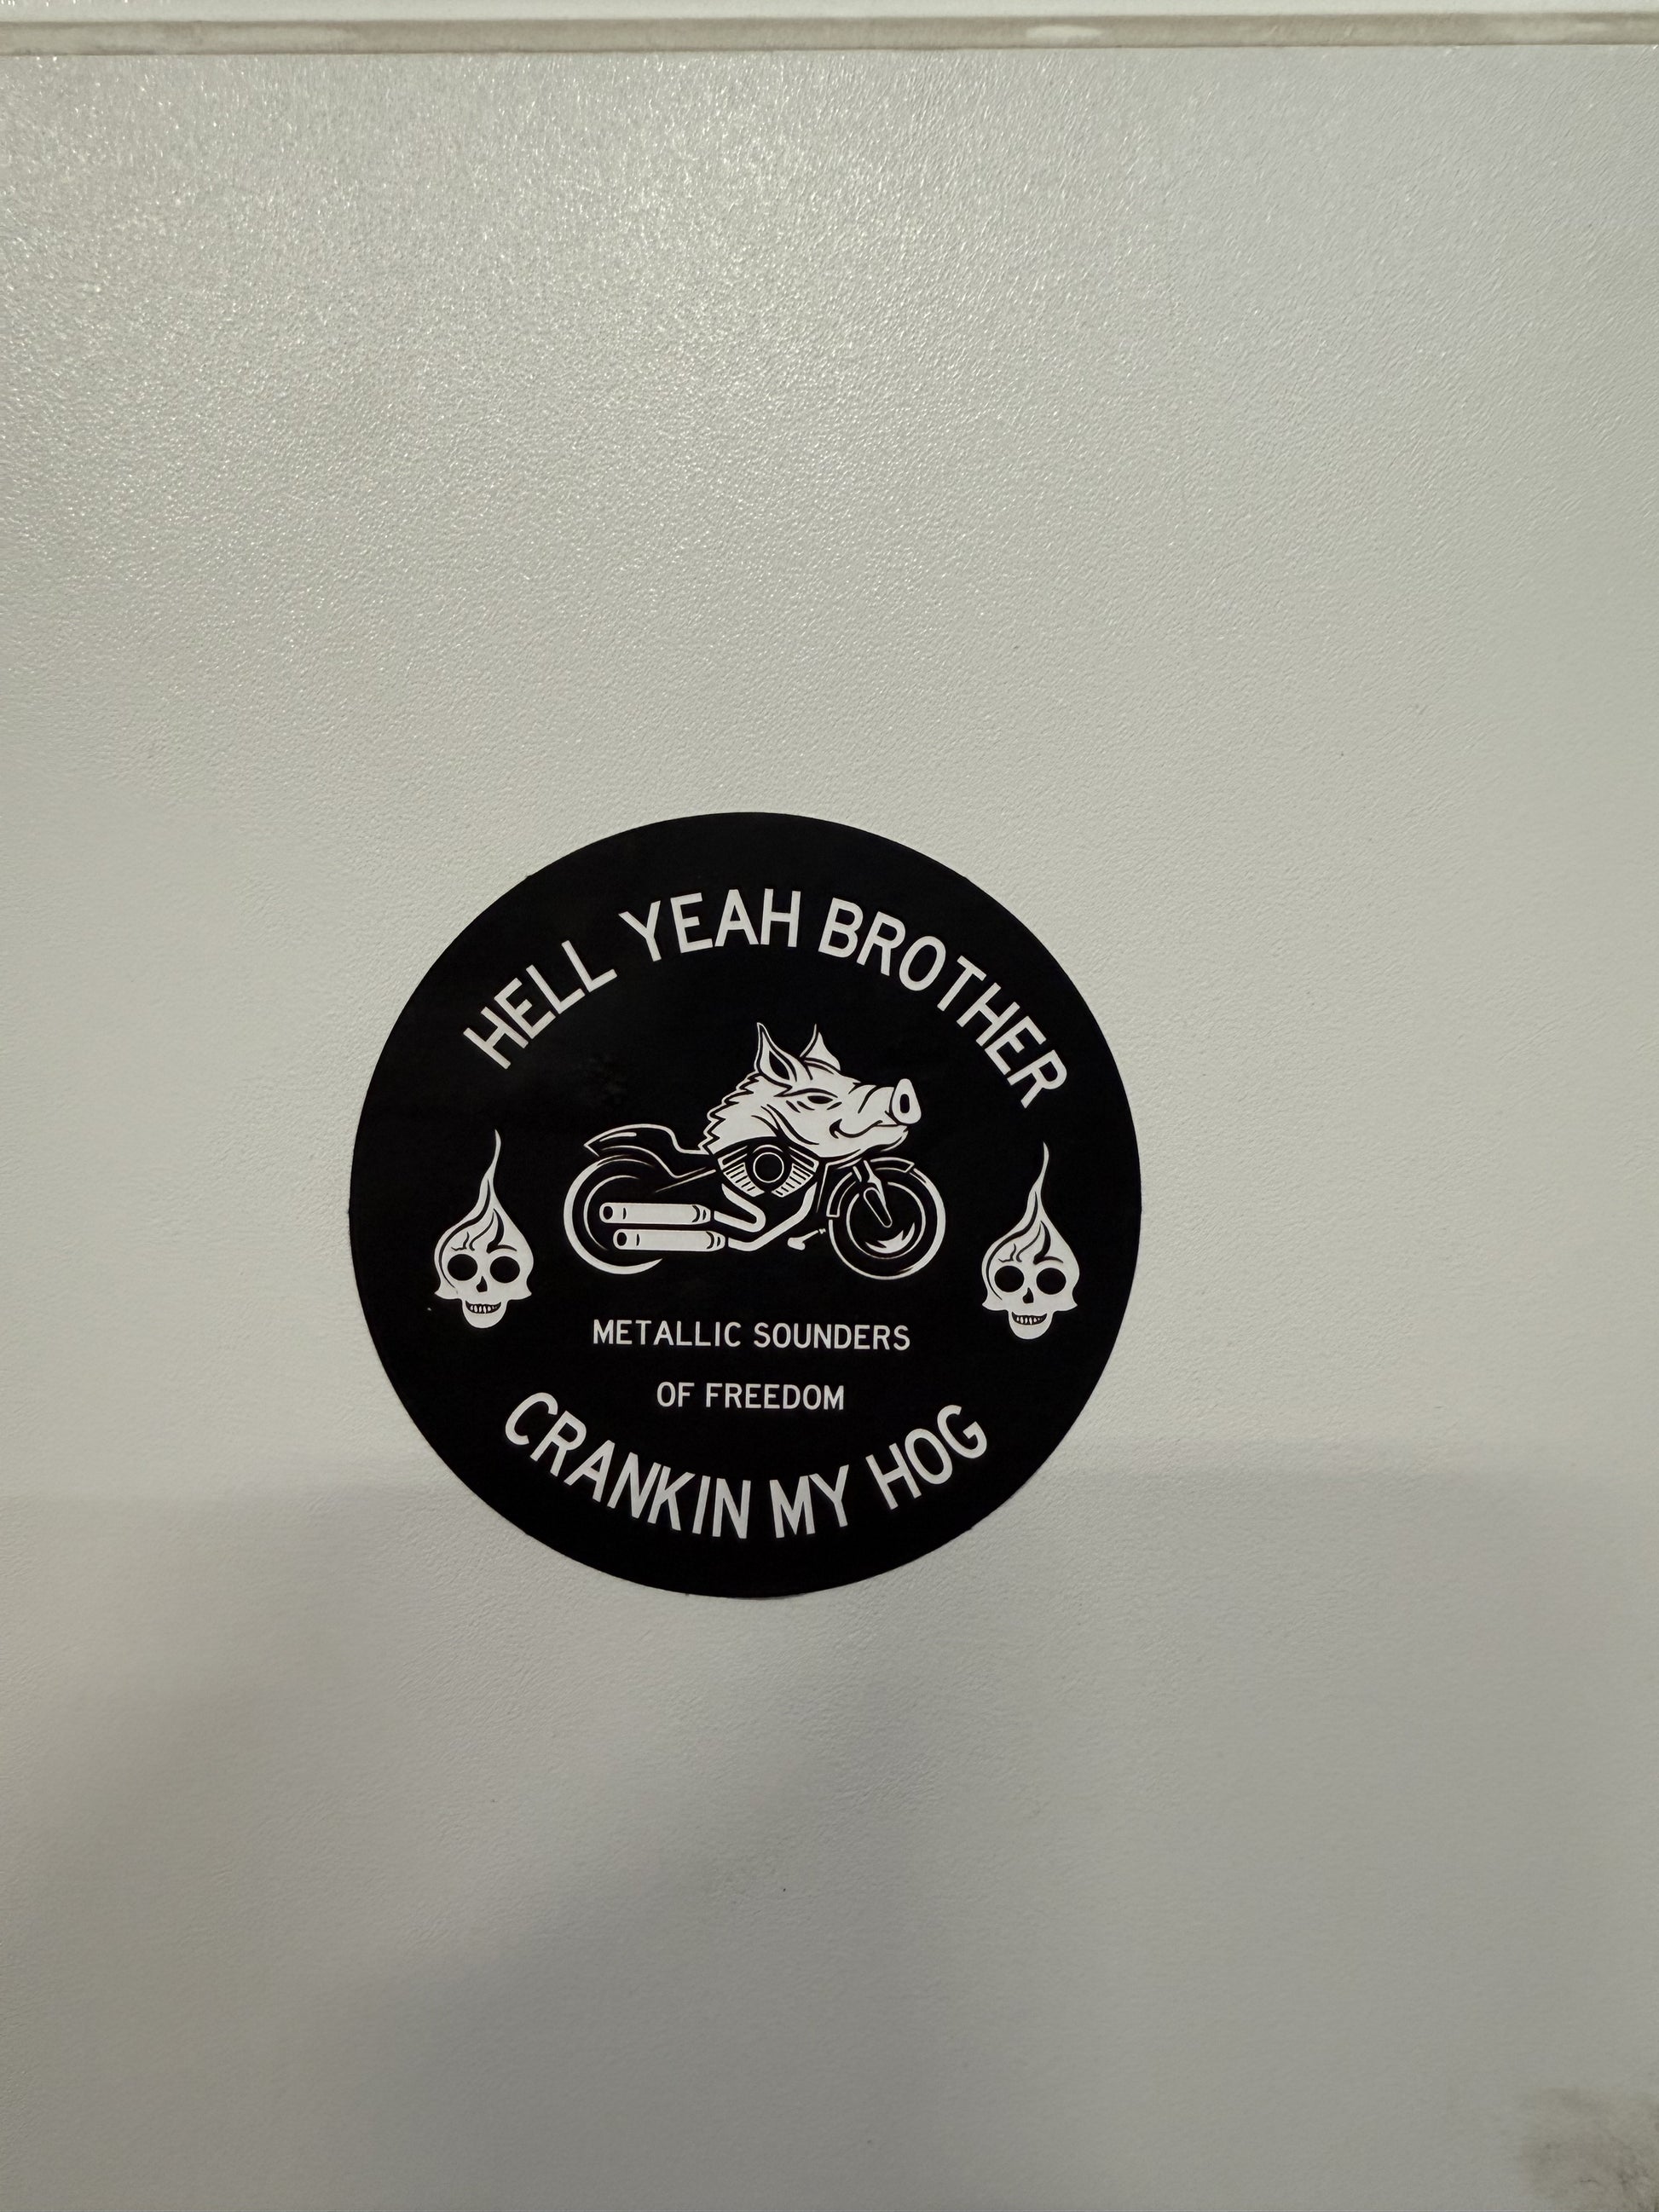 HELL YEAH BROTHER
METALLIC SOUNDERS
OF FREEDOM
CRANKIN MY HOG